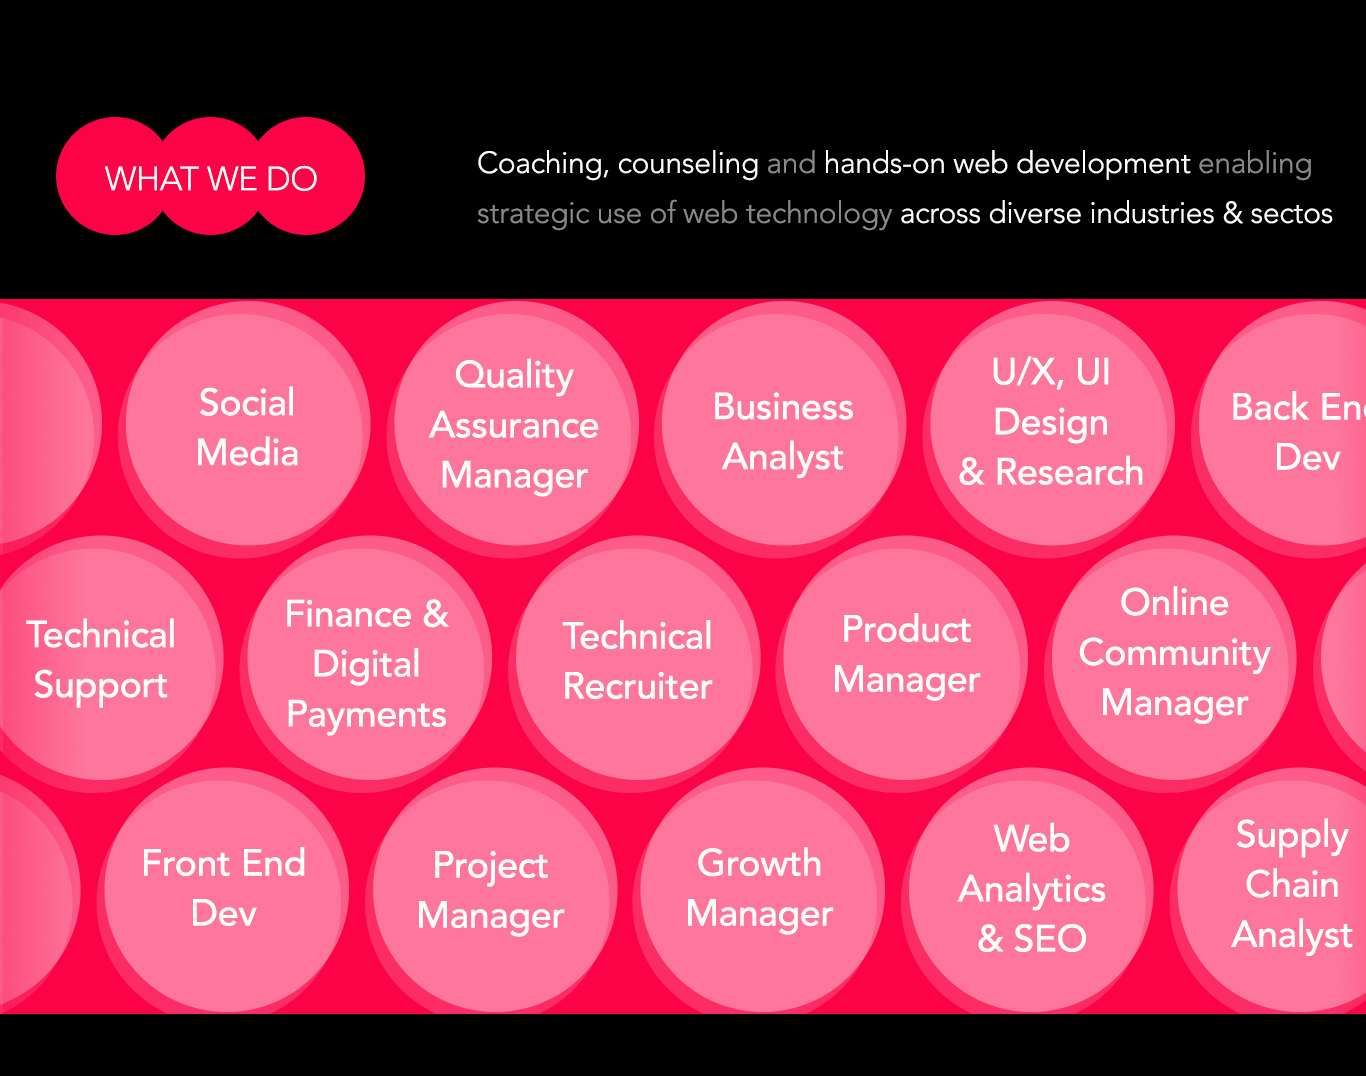 WHAT WE DO
Coaching, counseling and hands-on web development enabling
strategic use of web technology across diverse industries & sectos
Social
Media
Quality
Assurance
Manager
Business
Analyst
U/X, UI
Design
& Research
Back En
Dev
Technical
Support
Finance &
Digital
Payments
Technical
Recruiter
Product
Manager
Online
Community
Manager
Front End
Dev
Project
Manager
Growth
Manager
Web
Analytics
& SEO
Supply
Chain
Analyst